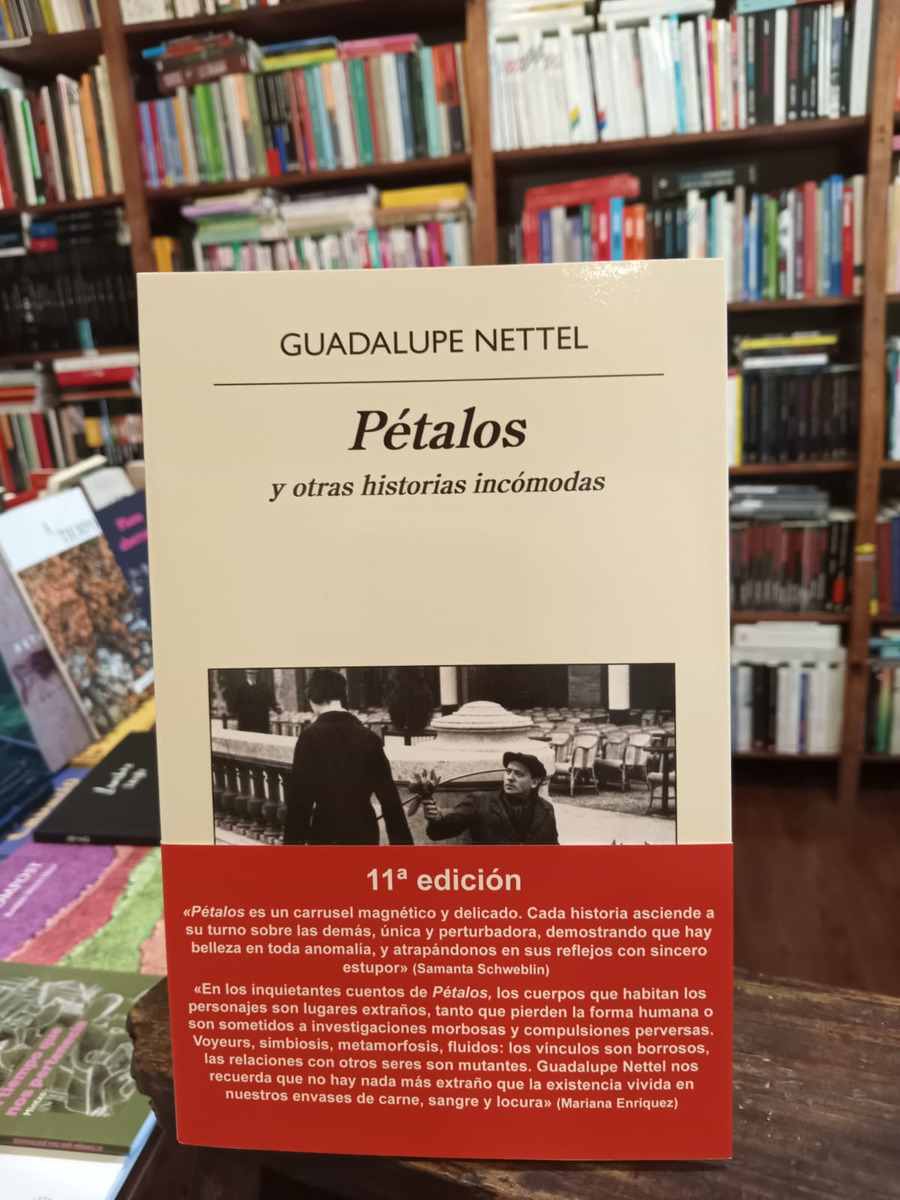 GUADALUPE NETTEL
Pétalos
y otras historias incómodas
11ª edición
«Pétalos es un carrusel magnético y delicado. Cada historia asciende a
su turno sobre las demás, única y perturbadora, demostrando que hay
belleza en toda anomalía, y atrapándonos en sus reflejos con sincero
estupor» (Samanta Schweblin)
«En los inquietantes cuentos de Pétalos, los cuerpos que habitan los
personajes son lugares extraños, tanto que pierden la forma humana o
son sometidos a investigaciones morbosas y compulsiones perversas.
Voyeurs, simbiosis, metamorfosis, fluidos: los vínculos son borrosos,
las relaciones con otros seres son mutantes. Guadalupe Nettel nos
recuerda que no hay nada más extraño que la existencia vivida en
nuestros envases de carne, sangre y locura» (Mariana Enriquez)